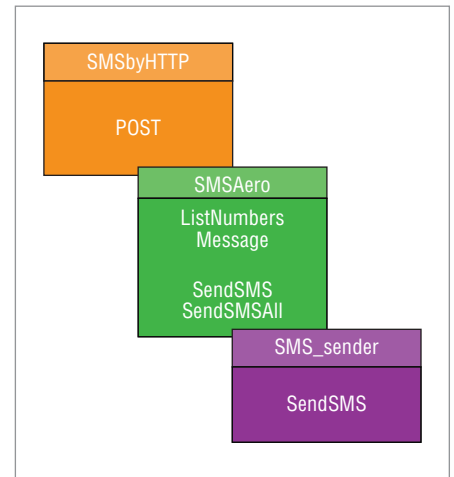 SMSbyHTTP
POST
SMSAero
ListNumbers
Message
SendSMS
SendSMSAll
SMS_sender
SendSMS